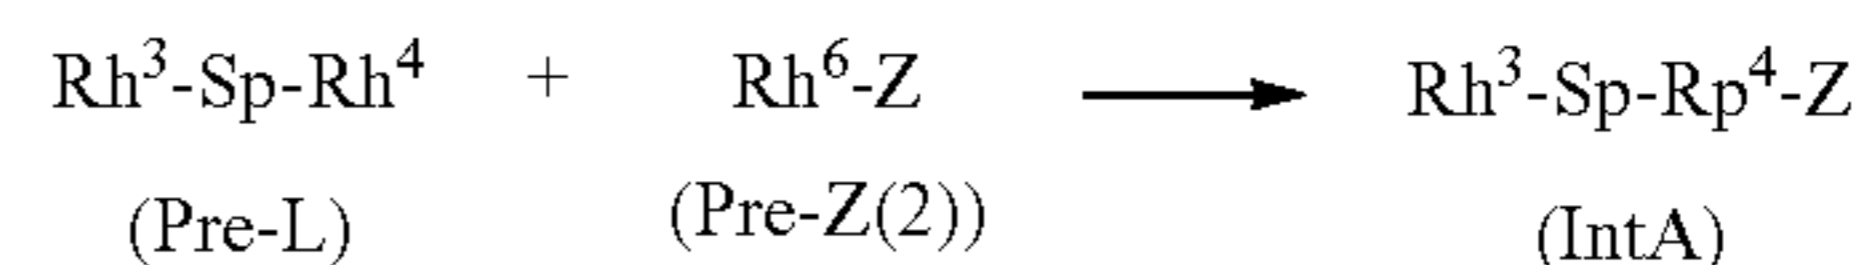 Rh³-Sp-Rh⁴ + Rh⁶-Z ⟶ Rh³-Sp-Rp⁴-Z
(Pre-L) (Pre-Z(2)) (IntA)